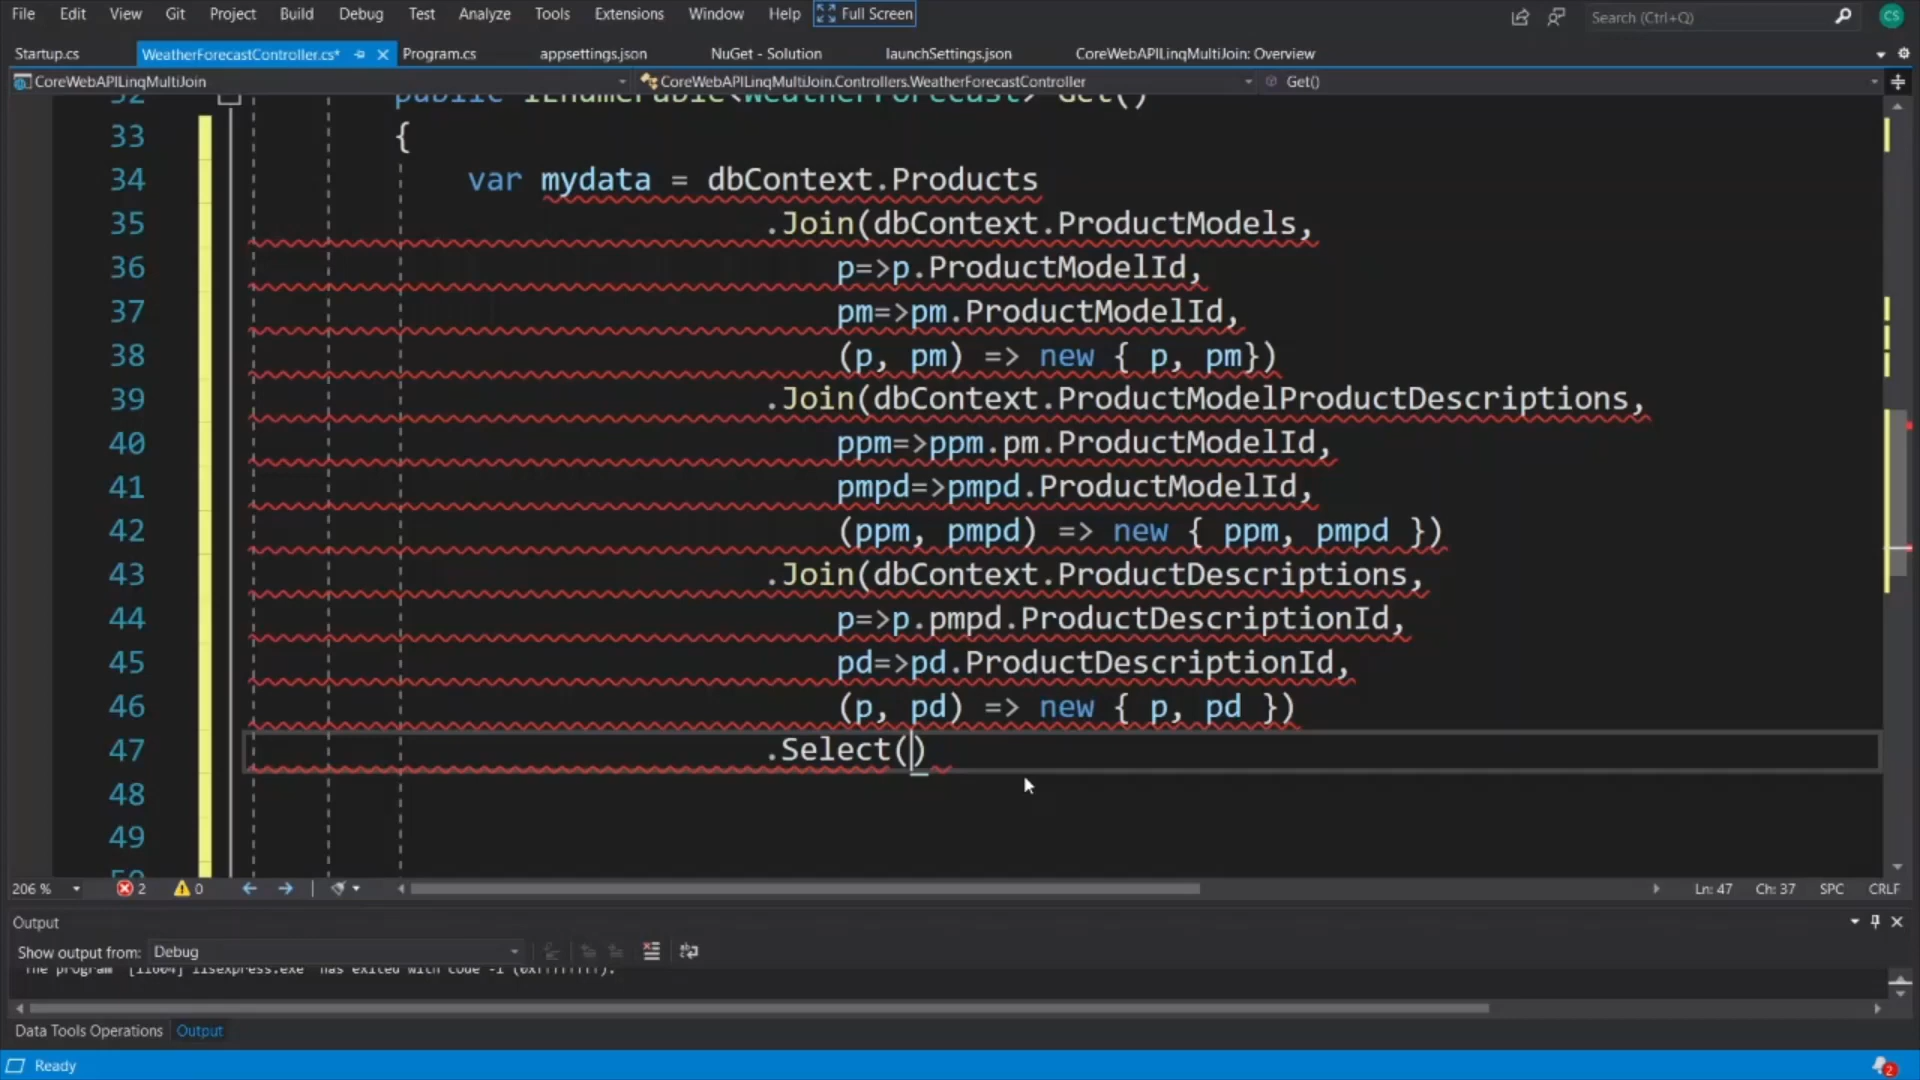 File Edit View Git Project Build Debug Test Analyze Tools Extensions Window Help Full Screen Search (Ctrl+Q) CS
Startup.cs WeatherForecastController.cs* Program.cs appsettings.json NuGet - Solution launchSettings.json CoreWebAPILinqMultiJoin: Overview
CoreWebAPILinqMultiJoin CoreWebAPILinqMultiJoin.Controllers.WeatherForecastController Get()
32 public IEnumerable<WeatherForecast> Get()
33 {
34 var mydata = dbContext.Products
35 .Join(dbContext.ProductModels,
36 p=>p.ProductModelId,
37 pm=>pm.ProductModelId,
38 (p, pm) => new { p, pm})
39 .Join(dbContext.ProductModelProductDescriptions,
40 ppm=>ppm.pm.ProductModelId,
41 pmpd=>pmpd.ProductModelId,
42 (ppm, pmpd) => new { ppm, pmpd })
43 .Join(dbContext.ProductDescriptions,
44 p=>p.pmpd.ProductDescriptionId,
45 pd=>pd.ProductDescriptionId,
46 (p, pd) => new { p, pd })
47 .Select()
48
49
50
206 % 2 0 Ln: 47 Ch: 37 SPC CRLF
Output
Show output from: Debug
The program '[11604] iisexpress.exe' has exited with code -1 (0xffffffff).
Data Tools Operations Output
Ready 2